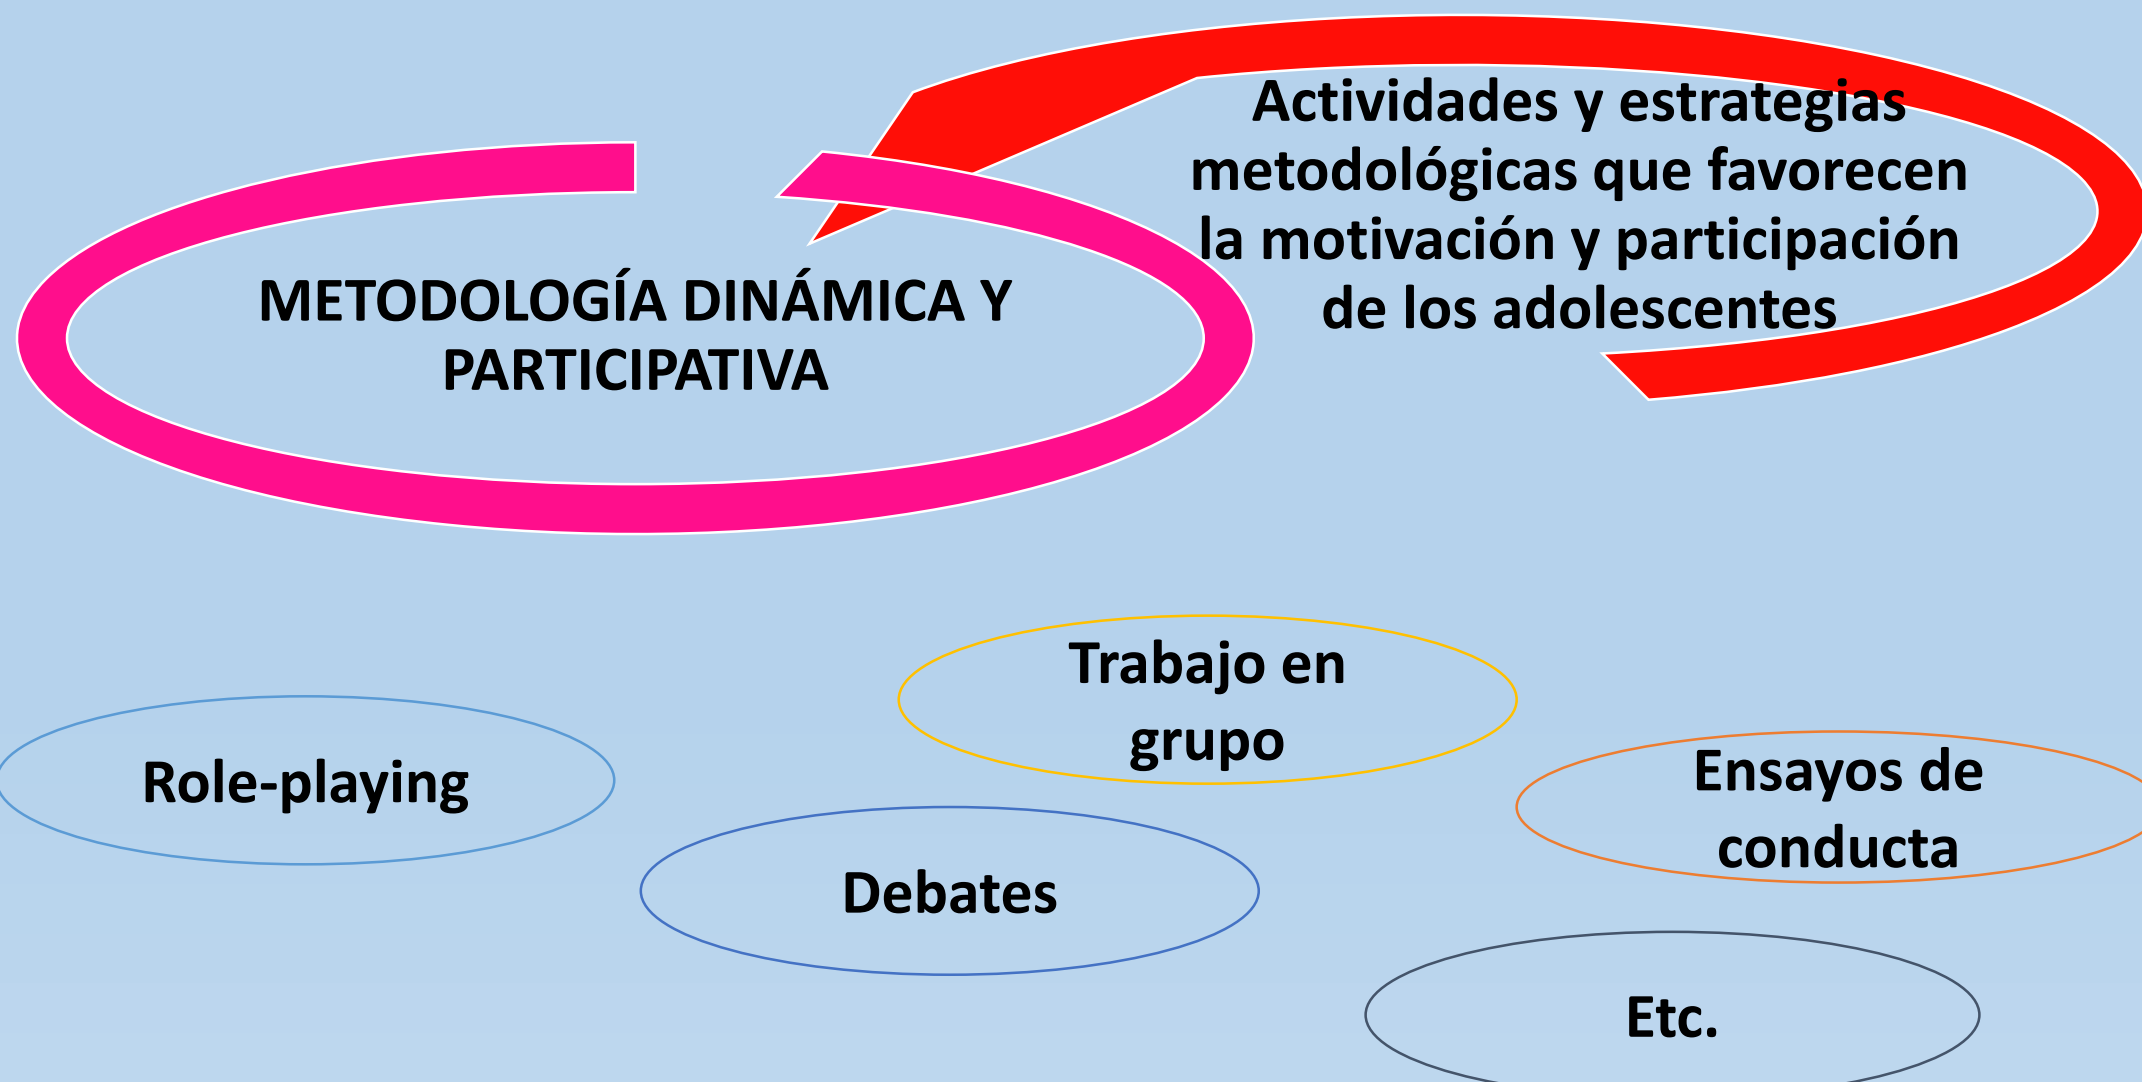 Actividades y estrategias
metodológicas que favorecen
la motivación y participación
de los adolescentes
METODOLOGÍA DINÁMICA Y
PARTICIPATIVA
Trabajo en
grupo
Role-playing
Ensayos de
conducta
Debates
Etc.